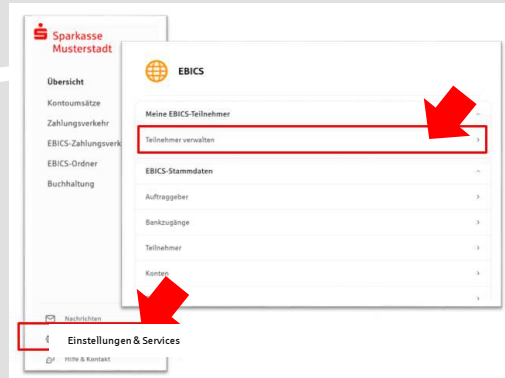 Sparkasse
Musterstadt
Übersicht
Kontoumsätze
Zahlungsverkehr
EBICS-Zahlungsverk
EBICS-Ordner
Buchhaltung
Nachrichten
Einstellungen & Services
Hilfe & Kontakt
EBICS
Meine EBICS-Teilnehmer
Teilnehmer verwalten
EBICS-Stammdaten
Auftraggeber
Bankzugänge
Teilnehmer
Konten